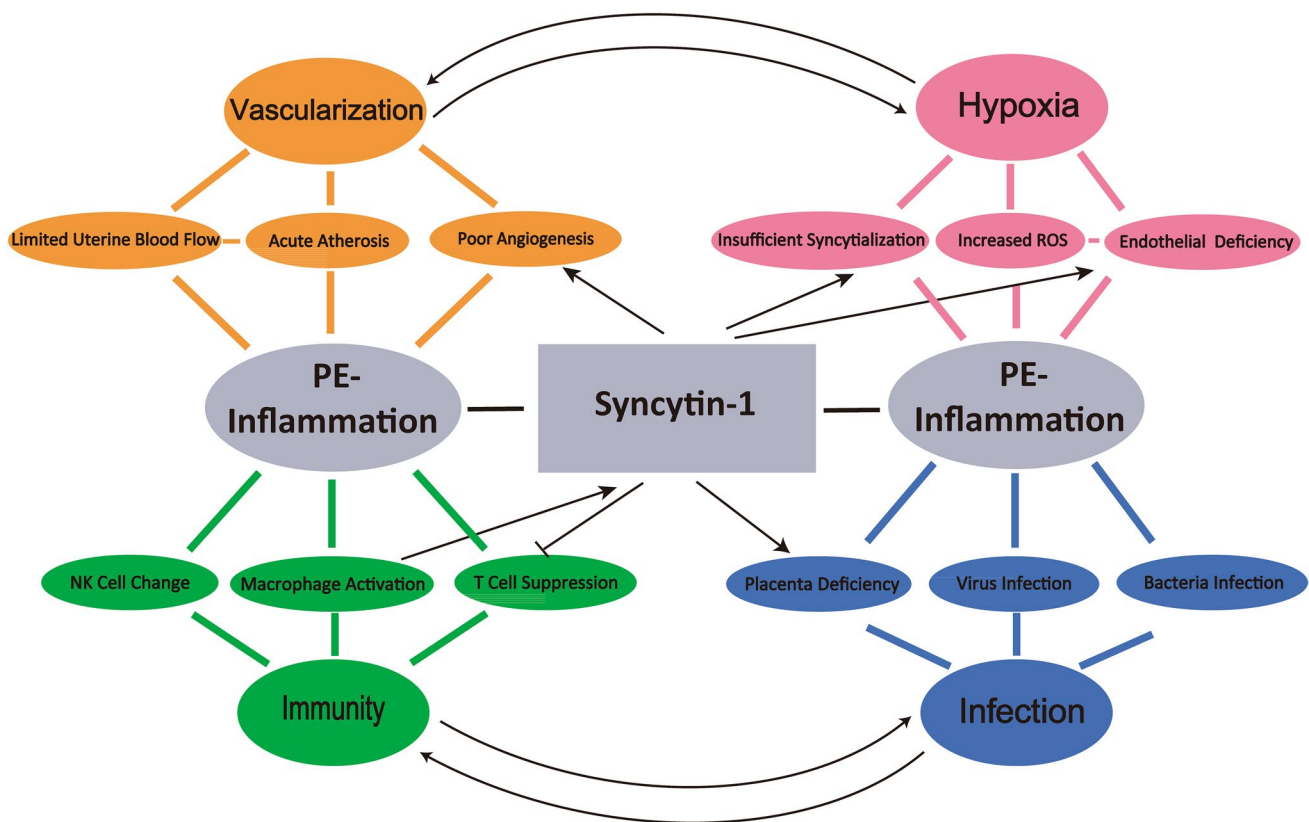 Vascularization
Hypoxia
Limited Uterine Blood Flow
Acute Atherosis
Poor Angiogenesis
Insufficient Syncytialization
Increased ROS
Endothelial Deficiency
PE-
Inflammation
Syncytin-1
PE-
Inflammation
NK Cell Change
Macrophage Activation
T Cell Suppression
Placenta Deficiency
Virus Infection
Bacteria Infection
Immunity
Infection